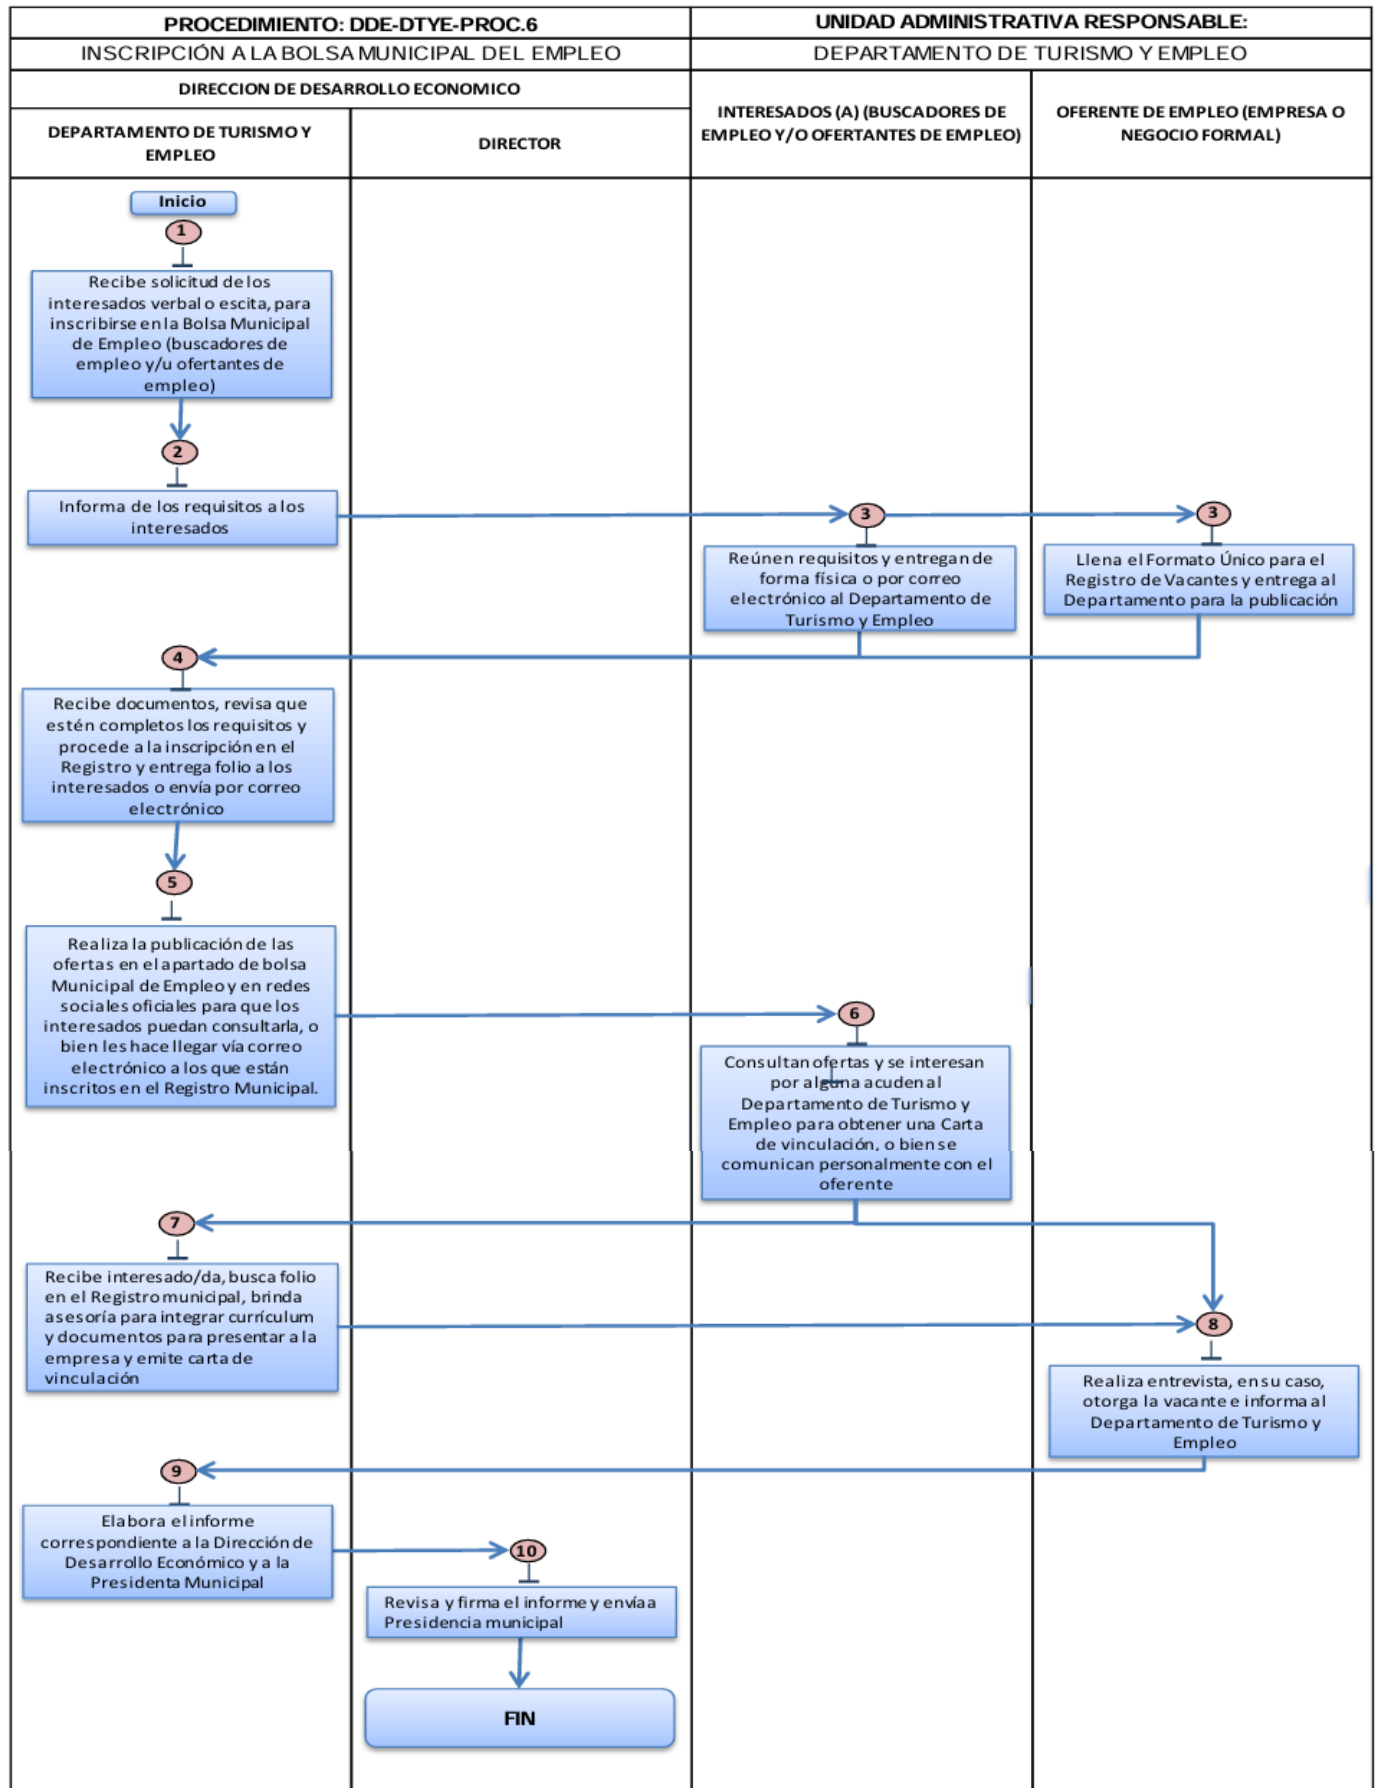 PROCEDIMIENTO: DDE-DTYE-PROC.6
UNIDAD ADMINISTRATIVA RESPONSABLE:
INSCRIPCIÓN A LA BOLSA MUNICIPAL DEL EMPLEO
DEPARTAMENTO DE TURISMO Y EMPLEO
DIRECCION DE DESARROLLO ECONOMICO
DEPARTAMENTO DE TURISMO Y
EMPLEO
DIRECTOR
INTERESADOS (A) (BUSCADORES DE
EMPLEO Y/O OFERTANTES DE EMPLEO)
OFERENTE DE EMPLEO (EMPRESA O
NEGOCIO FORMAL)
Inicio
1
Recibe solicitud de los
interesados verbal o escita, para
inscribirse en la Bolsa Municipal
de Empleo (buscadores de
empleo y/u ofertantes de
empleo)
2
Informa de los requisitos a los
interesados
3
Reúnen requisitos y entregan de
forma física o por correo
electrónico al Departamento de
Turismo y Empleo
3
Llena el Formato Único para el
Registro de Vacantes y entrega al
Departamento para la publicación
4
Recibe documentos, revisa que
estén completos los requisitos y
procede a la inscripción en el
Registro y entrega folio a los
interesados o envía por correo
electrónico
5
Realiza la publicación de las
ofertas en el apartado de bolsa
Municipal de Empleo y en redes
sociales oficiales para que los
interesados puedan consultarla, o
bien les hace llegar vía correo
electrónico a los que están
inscritos en el Registro Municipal.
6
Consultan ofertas y se interesan
por alguna acuden al
Departamento de Turismo y
Empleo para obtener una Carta
de vinculación, o bien se
comunican personalmente con el
oferente
7
Recibe interesado/da, busca folio
en el Registro municipal, brinda
asesoría para integrar currículum
y documentos para presentar a la
empresa y emite carta de
vinculación
8
Realiza entrevista, en su caso,
otorga la vacante e informa al
Departamento de Turismo y
Empleo
9
Elabora el informe
correspondiente a la Dirección de
Desarrollo Económico y a la
Presidenta Municipal
10
Revisa y firma el informe y envía a
Presidencia municipal
FIN